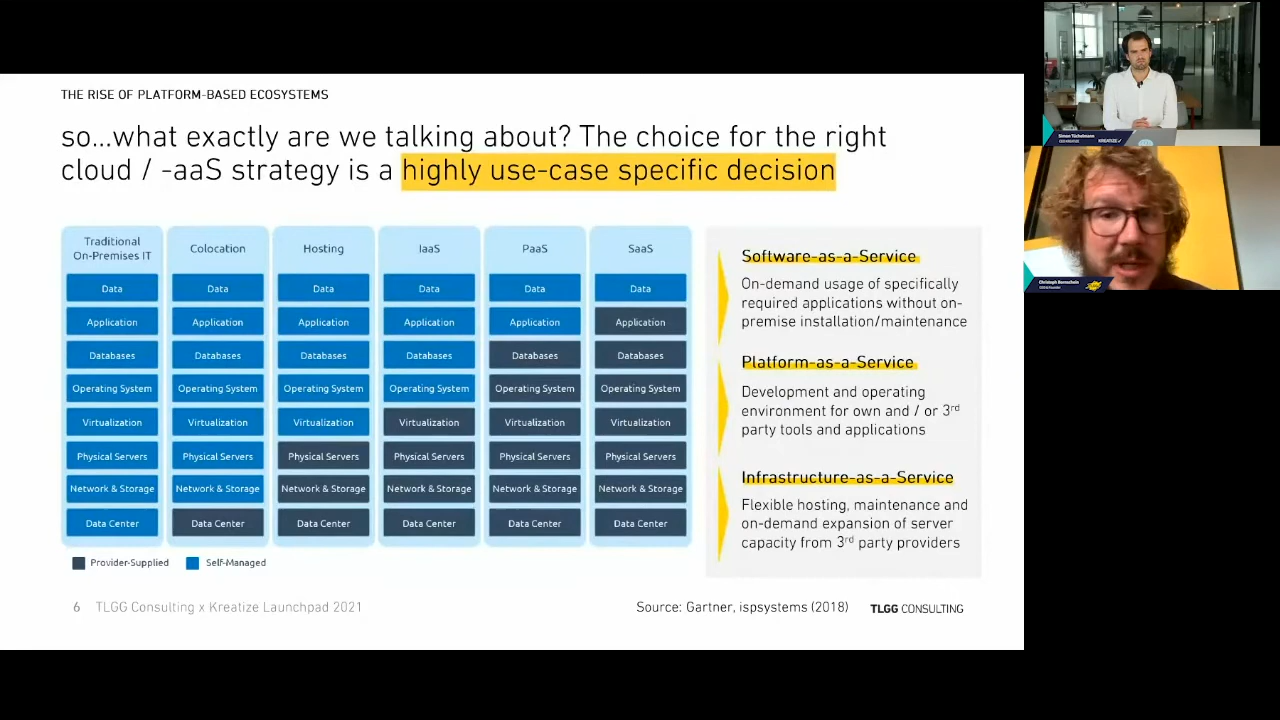 THE RISE OF PLATFORM-BASED ECOSYSTEMS
so...what exactly are we talking about? The choice for the right
cloud / -aaS strategy is a highly use-case specific decision
Traditional
On-Premises IT
Data
Application
Databases
Operating System
Virtualization
Physical Servers
Network & Storage
Data Center
Colocation
Data
Application
Databases
Operating System
Virtualization
Physical Servers
Network & Storage
Data Center
Hosting
Data
Application
Databases
Operating System
Virtualization
Physical Servers
Network & Storage
Data Center
IaaS
Data
Application
Databases
Operating System
Virtualization
Physical Servers
Network & Storage
Data Center
PaaS
Data
Application
Databases
Operating System
Virtualization
Physical Servers
Network & Storage
Data Center
SaaS
Data
Application
Databases
Operating System
Virtualization
Physical Servers
Network & Storage
Data Center
Provider-Supplied
Self-Managed
Software-as-a-Service
On-demand usage of specifically
required applications without on-
premise installation/maintenance
Platform-as-a-Service
Development and operating
environment for own and / or 3rd
party tools and applications
Infrastructure-as-a-Service
Flexible hosting, maintenance and
on-demand expansion of server
capacity from 3rd party providers
6 TLGG Consulting x Kreatize Launchpad 2021
Source: Gartner, ispsystems (2018)
TLGG CONSULTING
Simon Tüchelmann
CEO KREATIZE
KREATIZE
Christoph Bornschein
CEO & Founder